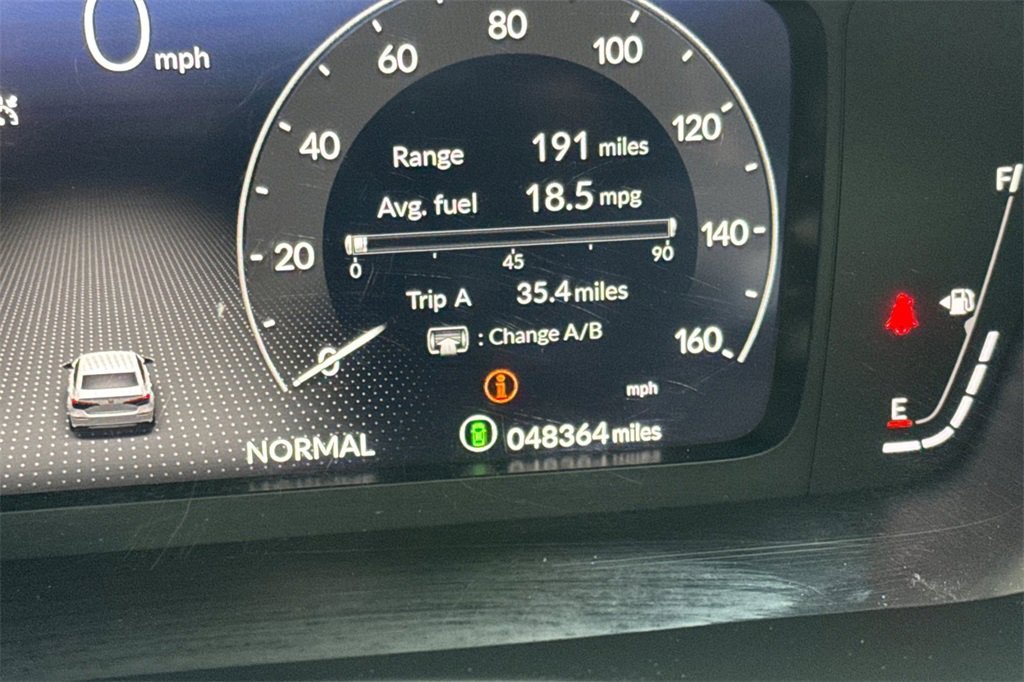 0 mph
80
60
100
40
120
Range 191 miles
Avg. fuel 18.5 mpg
F
20
140
0 45 90
Trip A 35.4 miles
: Change A/B
0
160
i
mph
E
NORMAL
048364 miles